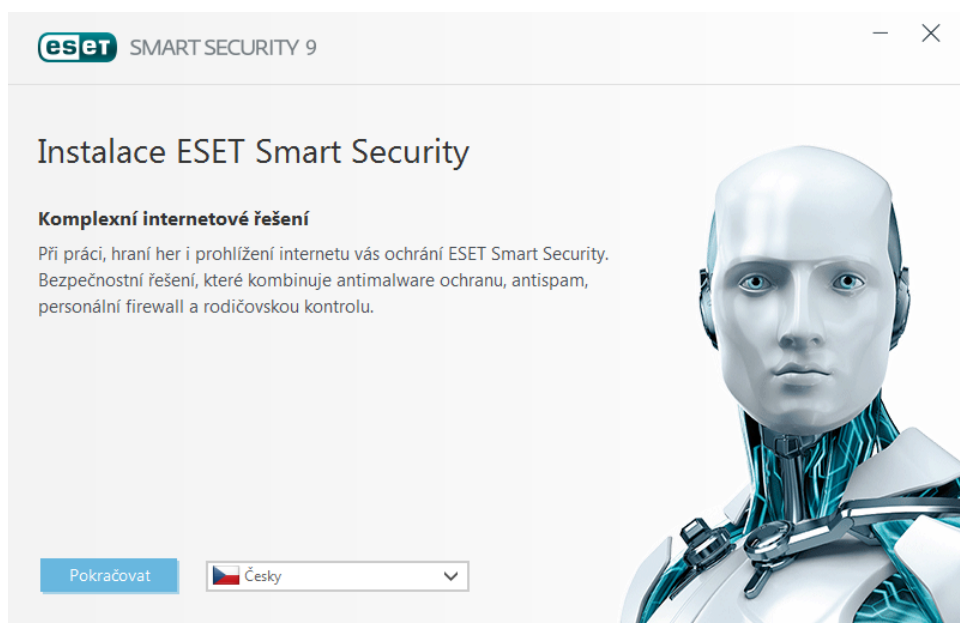 eset SMART SECURITY 9
Instalace ESET Smart Security
Komplexní internetové řešení
Při práci, hraní her i prohlížení internetu vás ochrání ESET Smart Security.
Bezpečnostní řešení, které kombinuje antimalware ochranu, antispam,
personální firewall a rodičovskou kontrolu.
Pokračovat
Česky